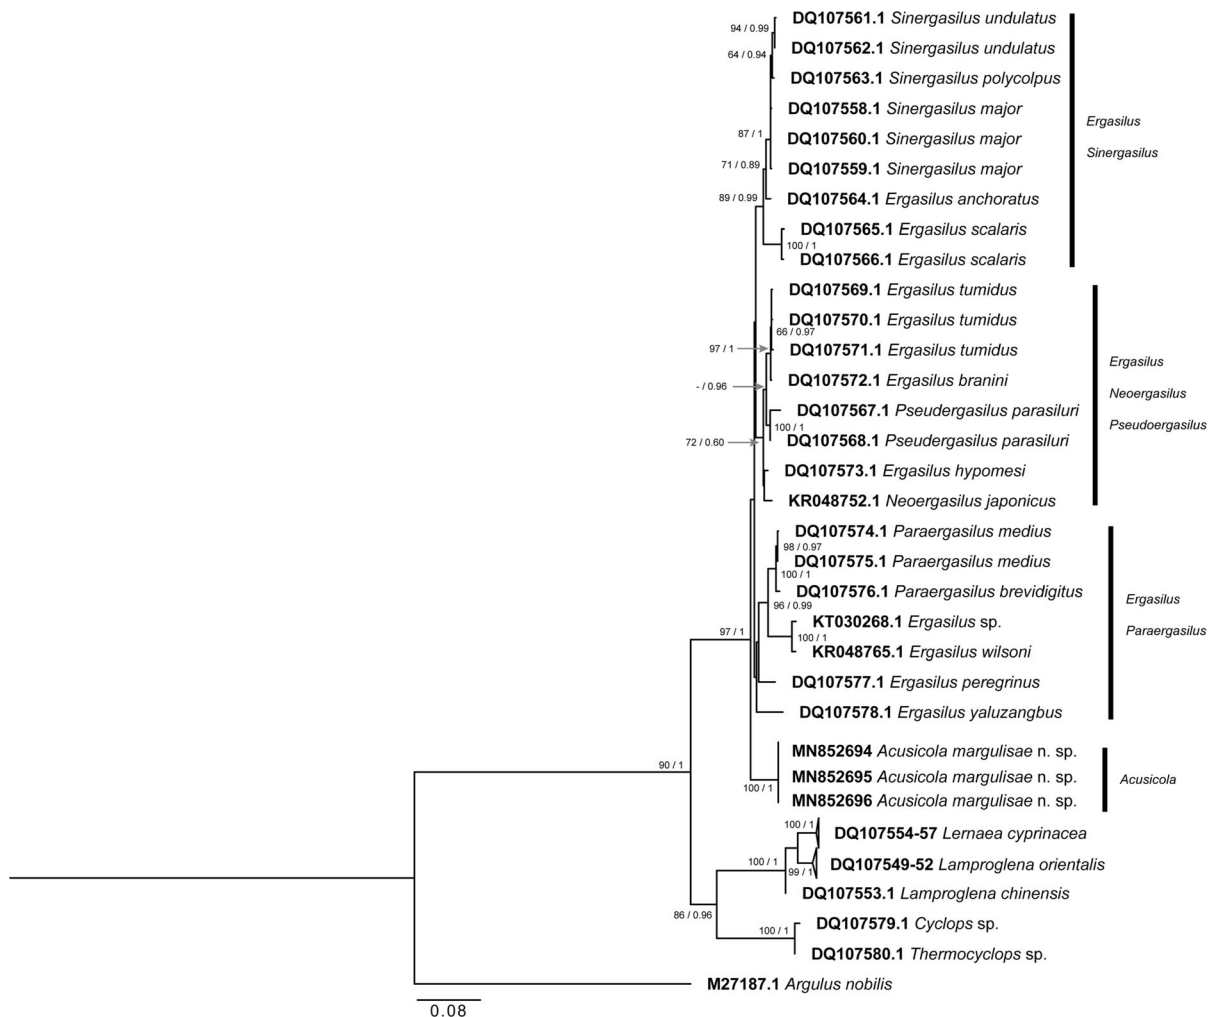 DQ107561.1 Sinergasilus undulatus
94 / 0.99
DQ107562.1 Sinergasilus undulatus
64 / 0.94
DQ107563.1 Sinergasilus polycolpus
DQ107558.1 Sinergasilus major
Ergasilus
87 / 1
DQ107560.1 Sinergasilus major
Sinergasilus
71 / 0.89
DQ107559.1 Sinergasilus major
89 / 0.99
DQ107564.1 Ergasilus anchoratus
DQ107565.1 Ergasilus scalaris
100 / 1
DQ107566.1 Ergasilus scalaris
DQ107569.1 Ergasilus tumidus
DQ107570.1 Ergasilus tumidus
66 / 0.97
97 / 1
DQ107571.1 Ergasilus tumidus
Ergasilus
DQ107572.1 Ergasilus branini
- / 0.96
Neoergasilus
DQ107567.1 Pseudergasilus parasiluri
100 / 1
Pseudoergasilus
72 / 0.60
DQ107568.1 Pseudergasilus parasiluri
DQ107573.1 Ergasilus hypomesi
KR048752.1 Neoergasilus japonicus
DQ107574.1 Paraergasilus medius
98 / 0.97
DQ107575.1 Paraergasilus medius
100 / 1
DQ107576.1 Paraergasilus brevidigitus
Ergasilus
96 / 0.99
KT030268.1 Ergasilus sp.
Paraergasilus
97 / 1
100 / 1
KR048765.1 Ergasilus wilsoni
DQ107577.1 Ergasilus peregrinus
DQ107578.1 Ergasilus yaluzangbus
MN852694 Acusicola margulisae n. sp.
90 / 1
MN852695 Acusicola margulisae n. sp.
Acusicola
100 / 1
MN852696 Acusicola margulisae n. sp.
100 / 1
DQ107554-57 Lernaea cyprinacea
100 / 1
DQ107549-52 Lamproglena orientalis
99 / 1
DQ107553.1 Lamproglena chinensis
86 / 0.96
DQ107579.1 Cyclops sp.
100 / 1
DQ107580.1 Thermocyclops sp.
M27187.1 Argulus nobilis
0.08